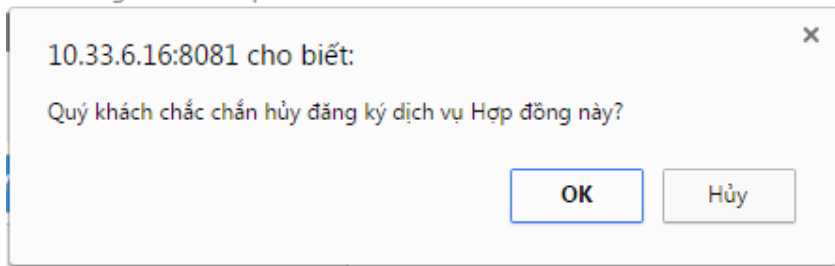 10.33.6.16:8081 cho biết:
Quý khách chắc chắn hủy đăng ký dịch vụ Hợp đồng này?
OK
Hủy